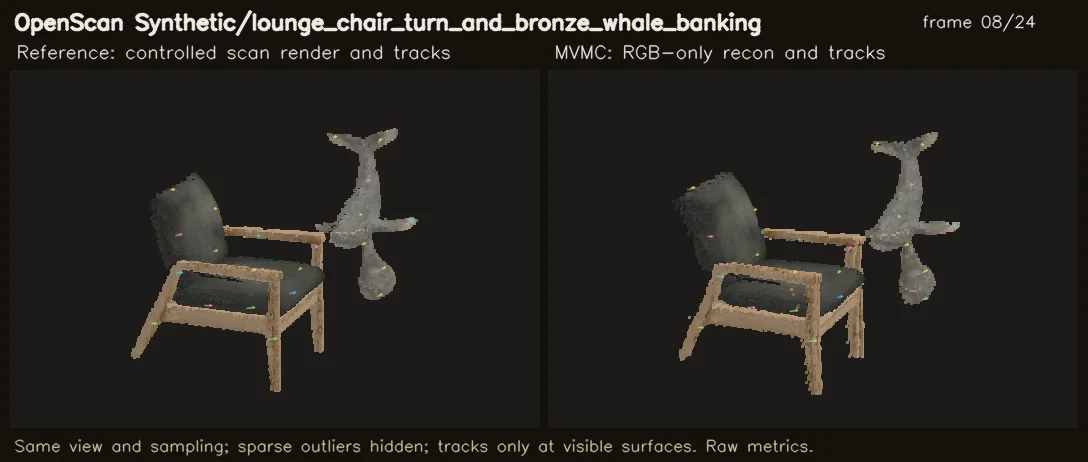 OpenScan Synthetic/lounge_chair_turn_and_bronze_whale_banking
frame 08/24
Reference: controlled scan render and tracks
MVMC: RGB-only recon and tracks
Same view and sampling; sparse outliers hidden; tracks only at visible surfaces. Raw metrics.